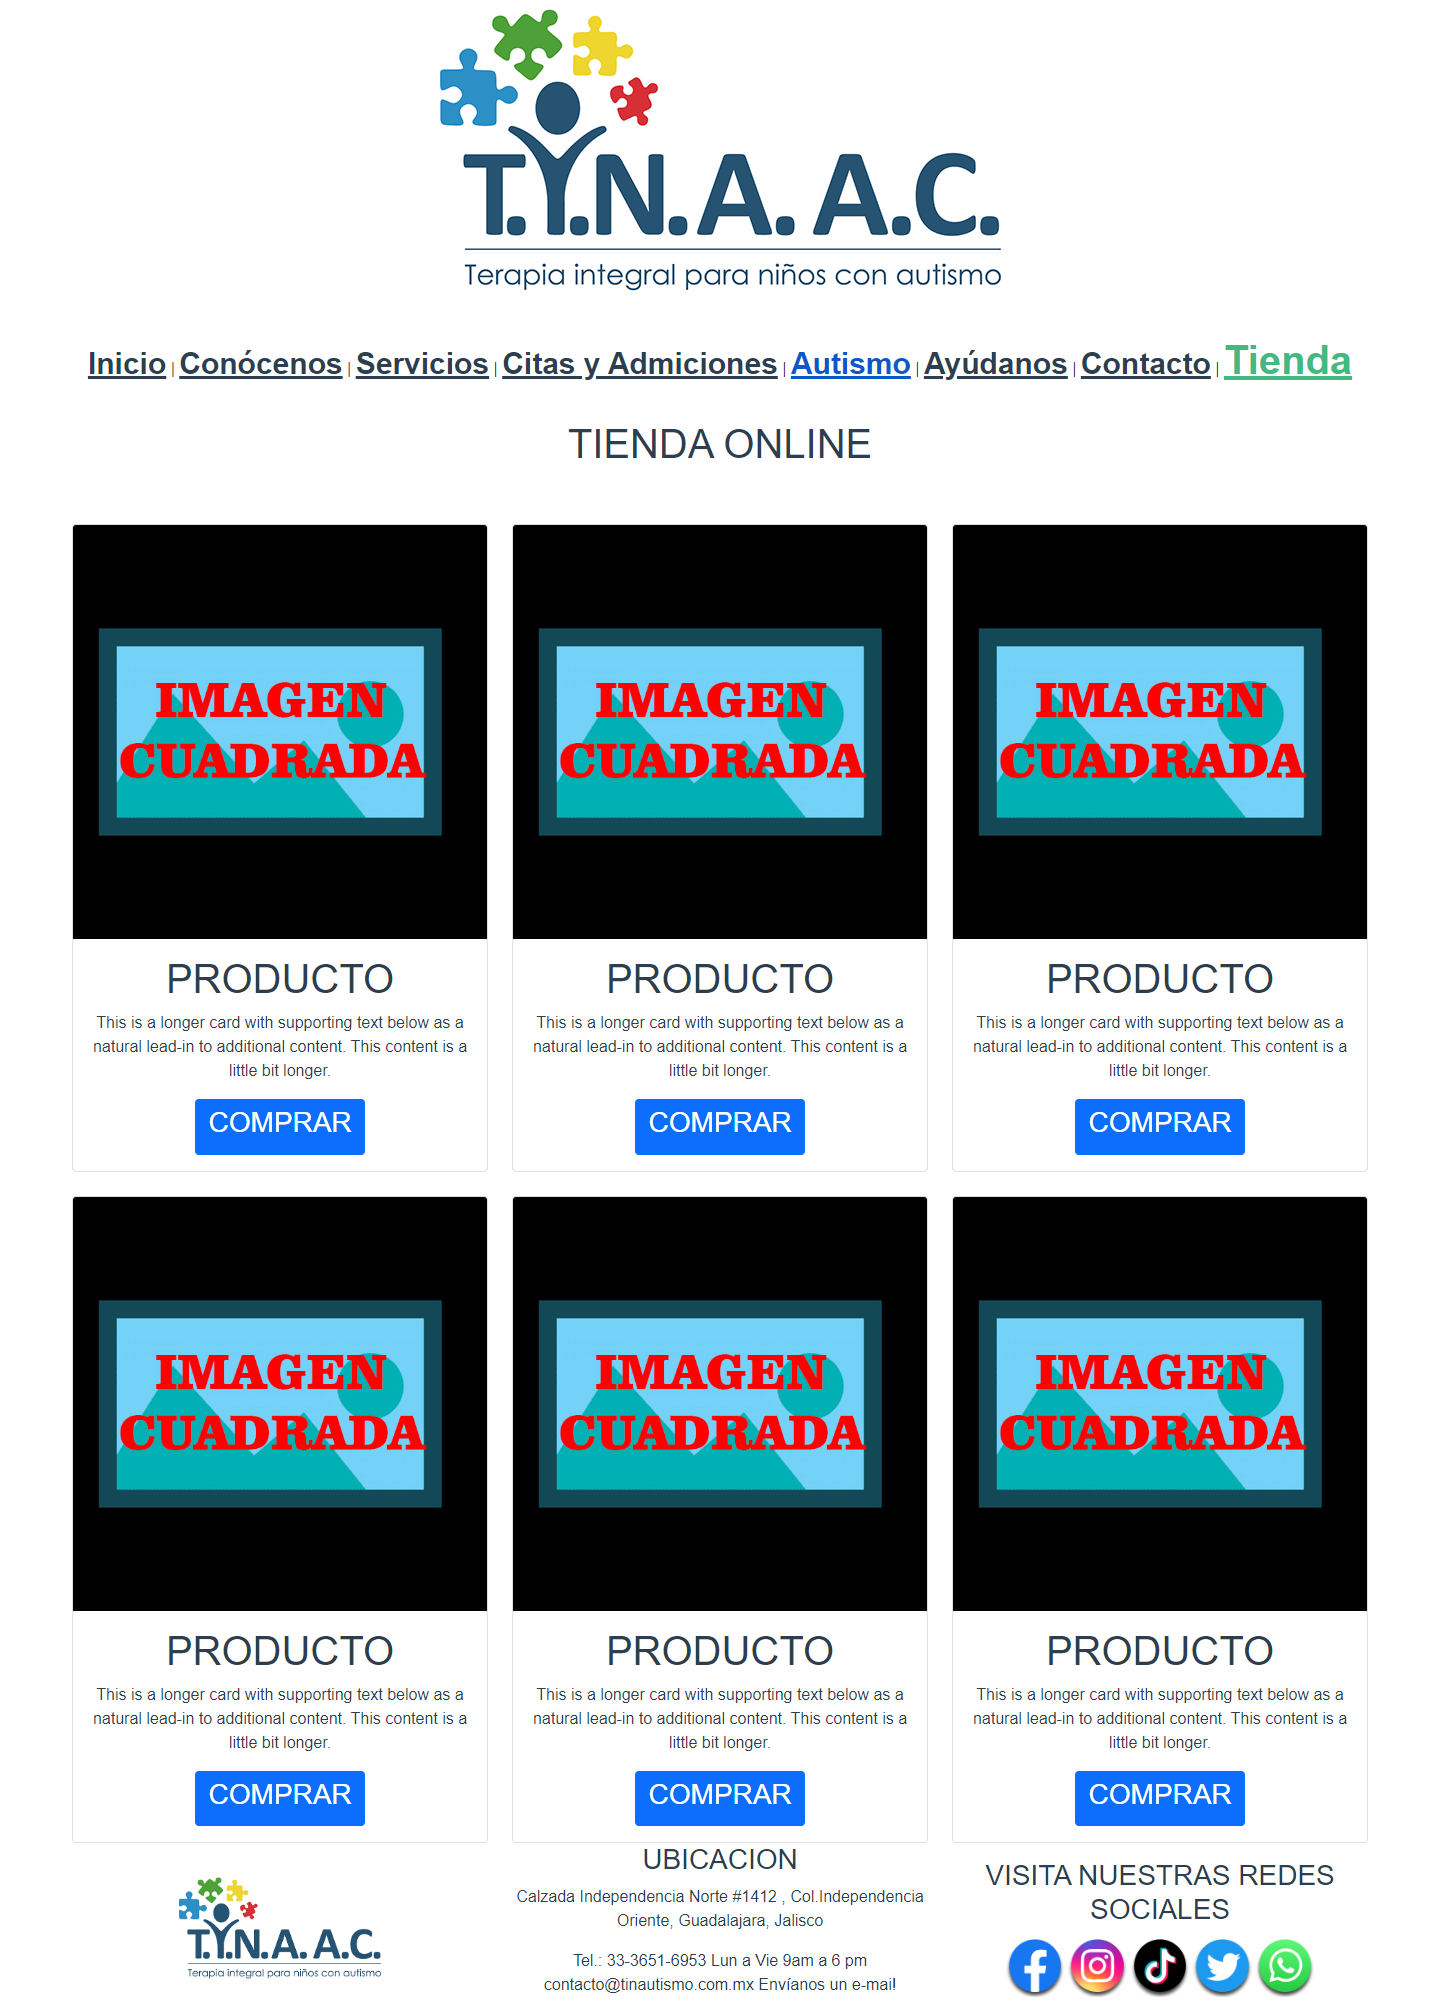 T.Y.N.A. A.C.
Terapia integral para niños con autismo
Inicio | Conócenos | Servicios | Citas y Admiciones | Autismo | Ayúdanos | Contacto | Tienda
TIENDA ONLINE
IMAGEN
CUADRADA
PRODUCTO
This is a longer card with supporting text below as a
natural lead-in to additional content. This content is a
little bit longer.
COMPRAR
IMAGEN
CUADRADA
PRODUCTO
This is a longer card with supporting text below as a
natural lead-in to additional content. This content is a
little bit longer.
COMPRAR
IMAGEN
CUADRADA
PRODUCTO
This is a longer card with supporting text below as a
natural lead-in to additional content. This content is a
little bit longer.
COMPRAR
IMAGEN
CUADRADA
PRODUCTO
This is a longer card with supporting text below as a
natural lead-in to additional content. This content is a
little bit longer.
COMPRAR
IMAGEN
CUADRADA
PRODUCTO
This is a longer card with supporting text below as a
natural lead-in to additional content. This content is a
little bit longer.
COMPRAR
IMAGEN
CUADRADA
PRODUCTO
This is a longer card with supporting text below as a
natural lead-in to additional content. This content is a
little bit longer.
COMPRAR
T.Y.N.A. A.C.
Terapia integral para niños con autismo
UBICACION
Calzada Independencia Norte #1412 , Col.Independencia
Oriente, Guadalajara, Jalisco
Tel.: 33-3651-6953 Lun a Vie 9am a 6 pm
contacto@tinautismo.com.mx Envíanos un e-mai!
VISITA NUESTRAS REDES
SOCIALES